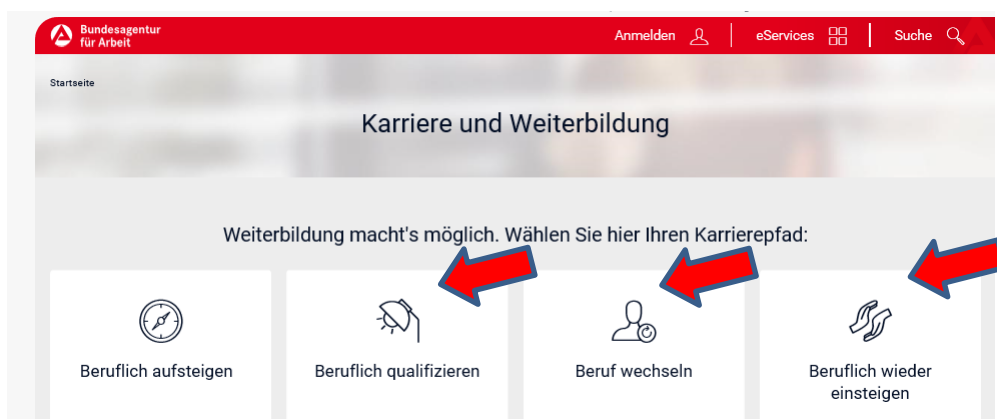 Bundesagentur
für Arbeit
Anmelden
eServices
Suche
Startseite
Karriere und Weiterbildung
Weiterbildung macht's möglich. Wählen Sie hier Ihren Karrierepfad:
Beruflich aufsteigen
Beruflich qualifizieren
Beruf wechseln
Beruflich wieder
einsteigen